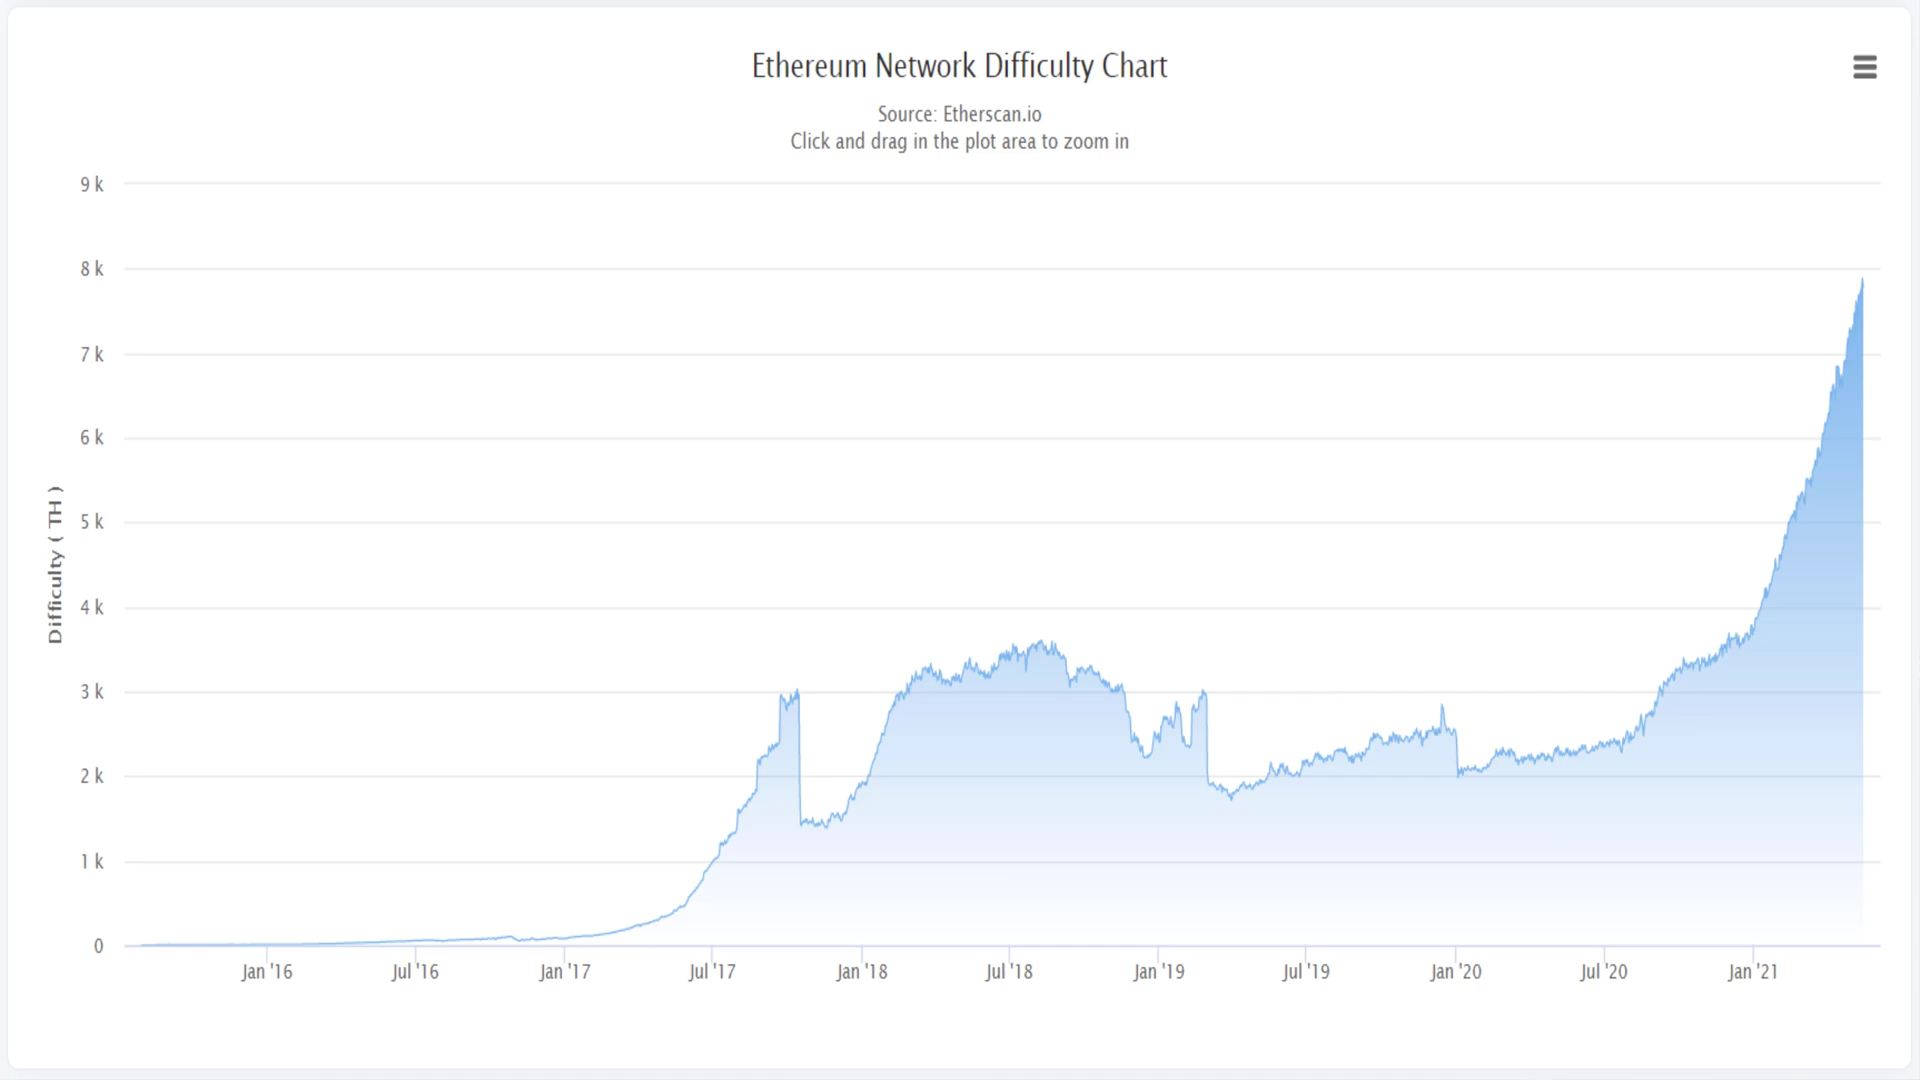 Ethereum Network Difficulty Chart
Source: Etherscan.io
Click and drag in the plot area to zoom in
9 k
8 k
7 k
6 k
5 k
4 k
3 k
2 k
1 k
0
Difficulty ( TH )
Jan '16
Jul '16
Jan '17
Jul '17
Jan '18
Jul '18
Jan '19
Jul '19
Jan '20
Jul '20
Jan '21